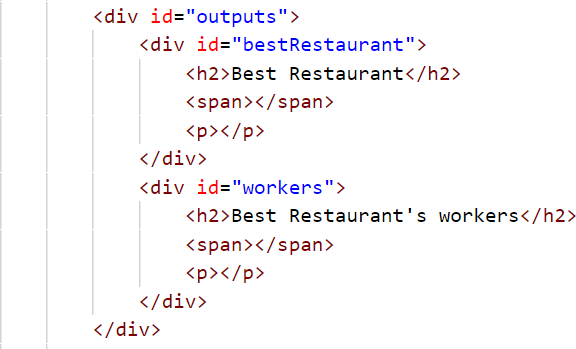 <div id="outputs">
    <div id="bestRestaurant">
        <h2>Best Restaurant</h2>
        <span></span>
        <p></p>
    </div>
    <div id="workers">
        <h2>Best Restaurant's workers</h2>
        <span></span>
        <p></p>
    </div>
</div>